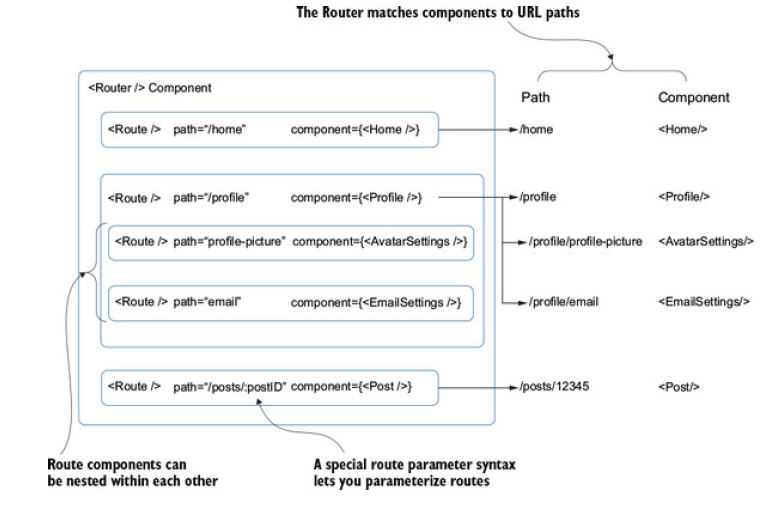 The Router matches components to URL paths
<Router /> Component
Path Component
<Route /> path="/home" component={<Home />} /home <Home/>
<Route /> path="/profile" component={<Profile />} /profile <Profile/>
<Route /> path="profile-picture" component={<AvatarSettings />} /profile/profile-picture <AvatarSettings/>
<Route /> path="email" component={<EmailSettings />} /profile/email <EmailSettings/>
<Route /> path="/posts/:postID" component={<Post />} /posts/12345 <Post/>
Route components can
be nested within each other
A special route parameter syntax
lets you parameterize routes